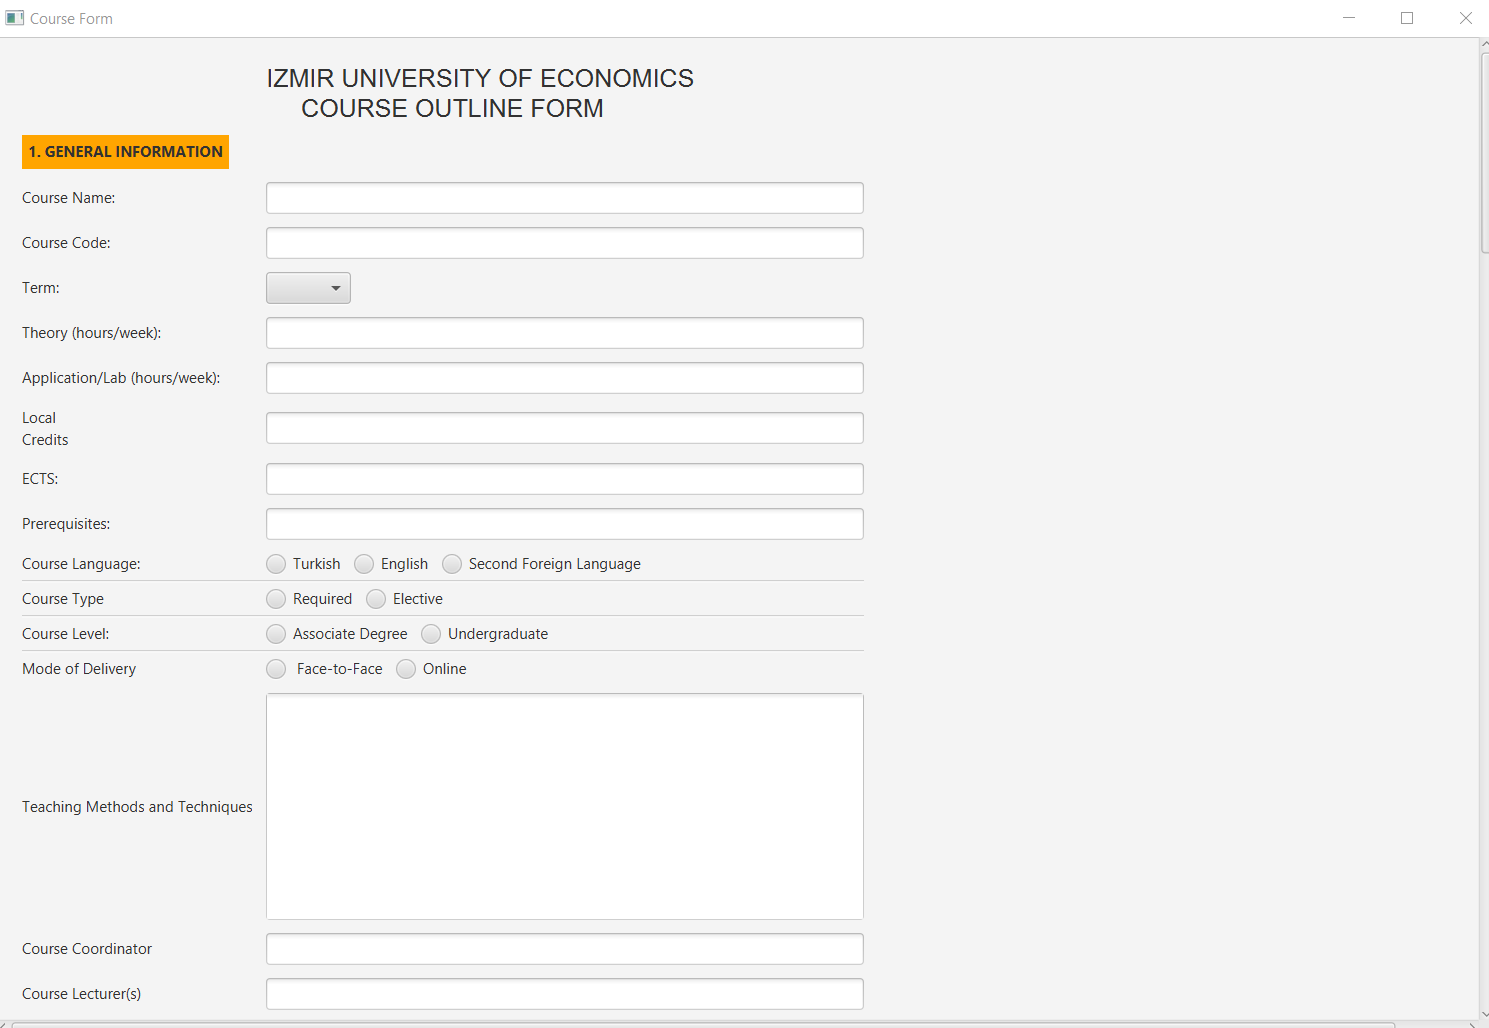 Course Form
IZMIR UNIVERSITY OF ECONOMICS
COURSE OUTLINE FORM
1. GENERAL INFORMATION
Course Name:
Course Code:
Term:
Theory (hours/week):
Application/Lab (hours/week):
Local
Credits
ECTS:
Prerequisites:
Course Language: Turkish English Second Foreign Language
Course Type Required Elective
Course Level: Associate Degree Undergraduate
Mode of Delivery Face-to-Face Online
Teaching Methods and Techniques
Course Coordinator
Course Lecturer(s)